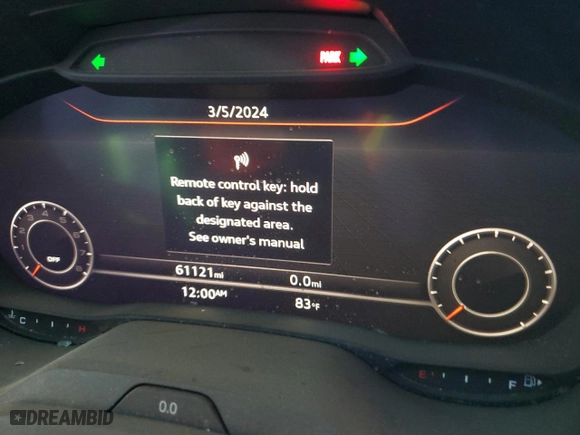 PARK
3/5/2024
Remote control key: hold
back of key against the
designated area.
See owner's manual
OFF
61121mi 0.0mi
12:00AM 83°F
C H
E F
0.0
DREAMBID